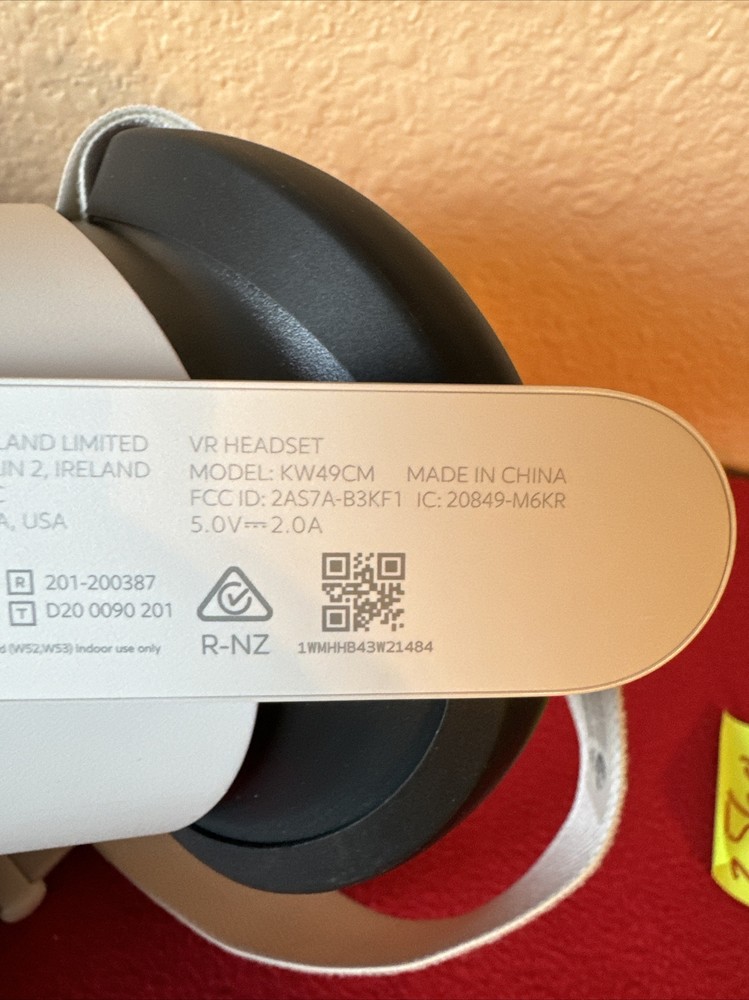 LAND LIMITED
IN 2, IRELAND
A, USA
VR HEADSET
MODEL: KW49CM MADE IN CHINA
FCC ID: 2AS7A-B3KF1 IC: 20849-M6KR
5.0V⎓2.0A
R 201-200387
T D20 0090 201
(W52,W53) Indoor use only
R-NZ
1WMHHB43W21484